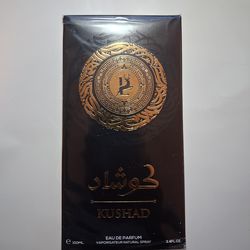 كوشاد
KUSHAD
EAU DE PARFUM
VAPORISATEUR NATURAL SPRAY
100ML
3.4FL.OZ